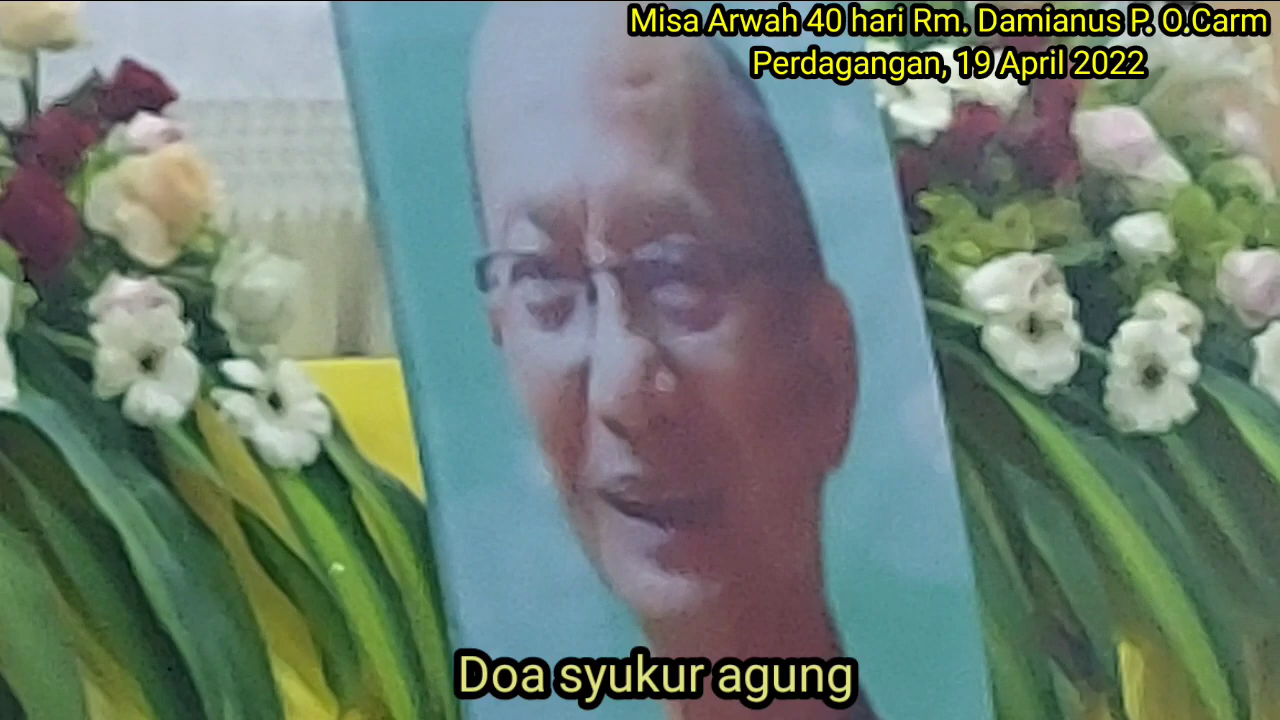 Misa Arwah 40 hari Rm. Damianus P. O.Carm
Perdagangan, 19 April 2022
Doa syukur agung